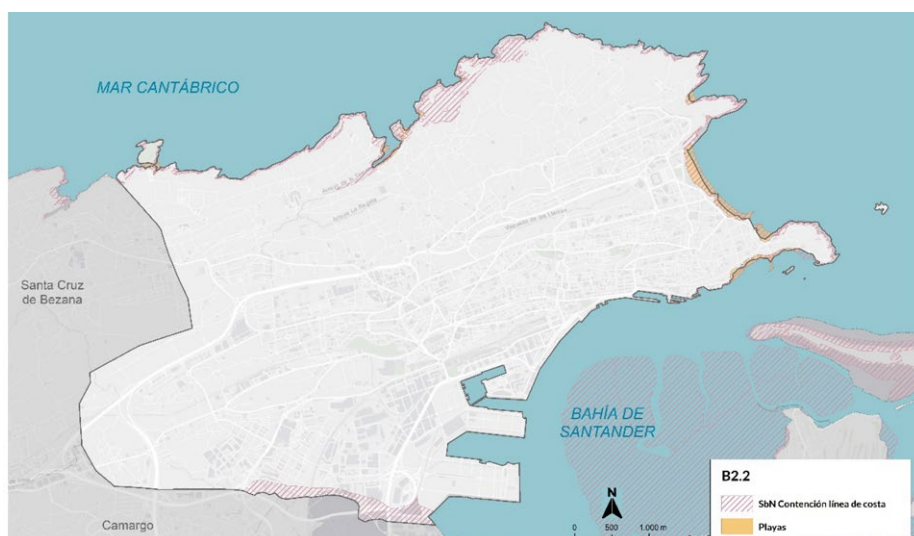 MAR CANTÁBRICO
Santa Cruz
de Bezana
BAHÍA DE
SANTANDER
Camargo
N
0 500 1.000 m
B2.2
SbN Contención línea de costa
Playas